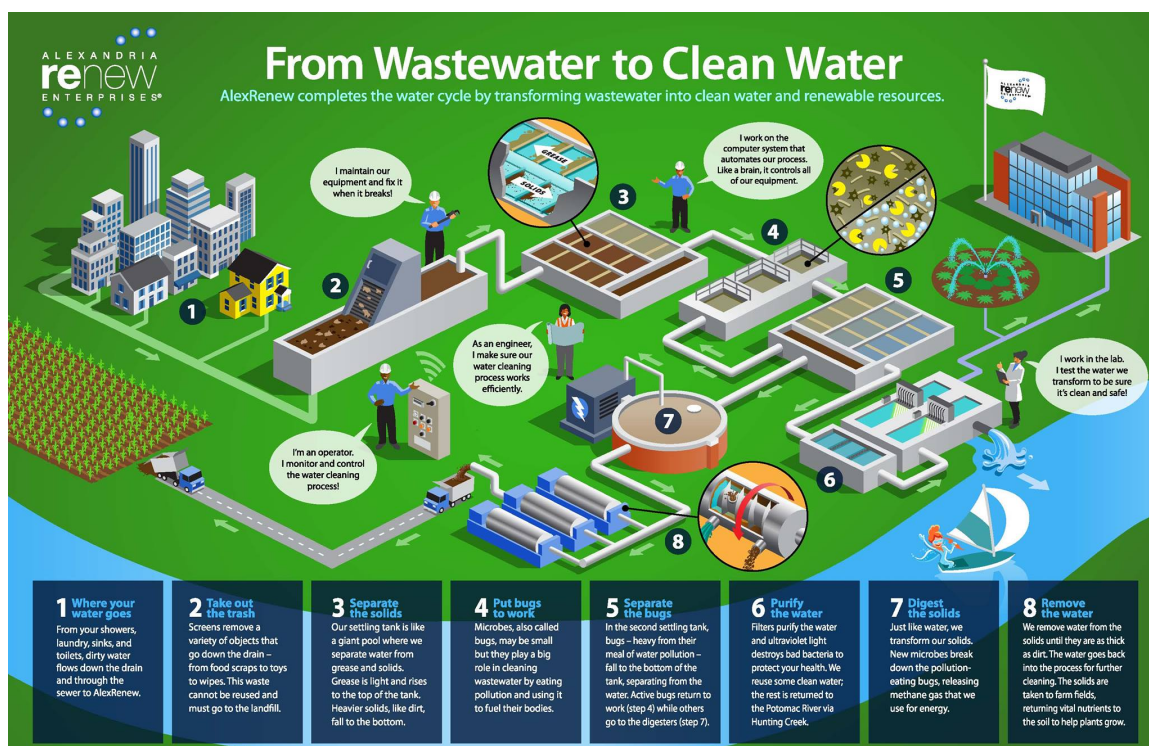 ALEXANDRIA
renew
ENTERPRISES®
From Wastewater to Clean Water
AlexRenew completes the water cycle by transforming wastewater into clean water and renewable resources.
renew
I maintain our
equipment and fix it
when it breaks!
GREASE
SOLIDS
I work on the
computer system that
automates our process.
Like a brain, it controls all
of our equipment.
1
2
3
4
5
As an engineer,
I make sure our
water cleaning
process works
efficiently.
I work in the lab.
I test the water we
transform to be sure
it's clean and safe!
I'm an operator.
I monitor and control
the water cleaning
process!
7
6
8
1 Where your
water goes
From your showers,
laundry, sinks, and
toilets, dirty water
flows down the drain
and through the
sewer to AlexRenew.
2 Take out
the trash
Screens remove a
variety of objects that
go down the drain –
from food scraps to toys
to wipes. This waste
cannot be reused and
must go to the landfill.
3 Separate
the solids
Our settling tank is like
a giant pool where we
separate water from
grease and solids.
Grease is light and rises
to the top of the tank.
Heavier solids, like dirt,
fall to the bottom.
4 Put bugs
to work
Microbes, also called
bugs, may be small
but they play a big
role in cleaning
wastewater by eating
pollution and using it
to fuel their bodies.
5 Separate
the bugs
In the second settling tank,
bugs – heavy from their
meal of water pollution –
fall to the bottom of the
tank, separating from the
water. Active bugs return to
work (step 4) while others
go to the digesters (step 7).
6 Purify
the water
Filters purify the water
and ultraviolet light
destroys bad bacteria to
protect your health. We
reuse some clean water;
the rest is returned to
the Potomac River via
Hunting Creek.
7 Digest
the solids
Just like water, we
transform our solids.
New microbes break
down the pollution-
eating bugs, releasing
methane gas that we
use for energy.
8 Remove
the water
We remove water from the
solids until they are as thick
as dirt. The water goes back
into the process for further
cleaning. The solids are
taken to farm fields,
returning vital nutrients to
the soil to help plants grow.